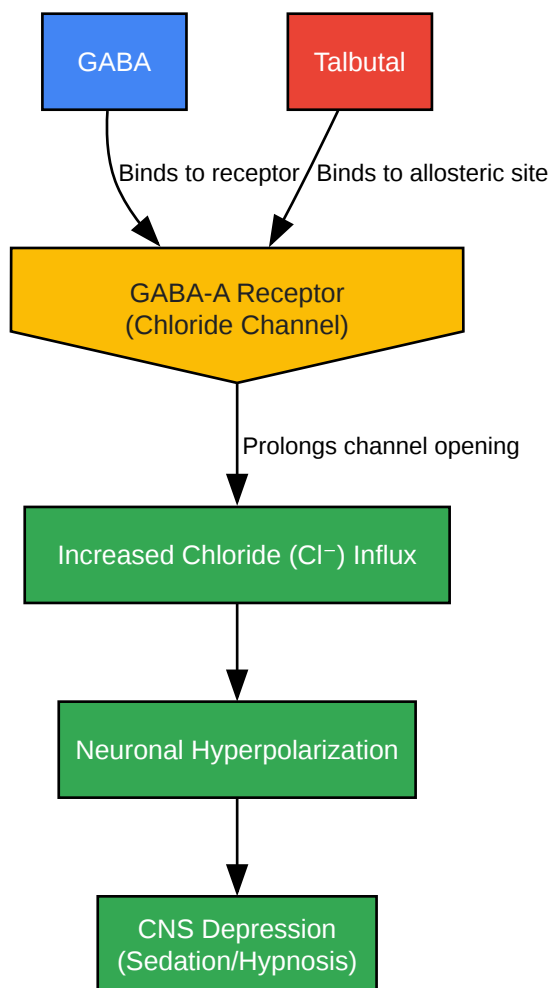 GABA
Talbutal
Binds to receptor
Binds to allosteric site
GABA-A Receptor
(Chloride Channel)
Prolongs channel opening
Increased Chloride (Cl⁻) Influx
Neuronal Hyperpolarization
CNS Depression
(Sedation/Hypnosis)